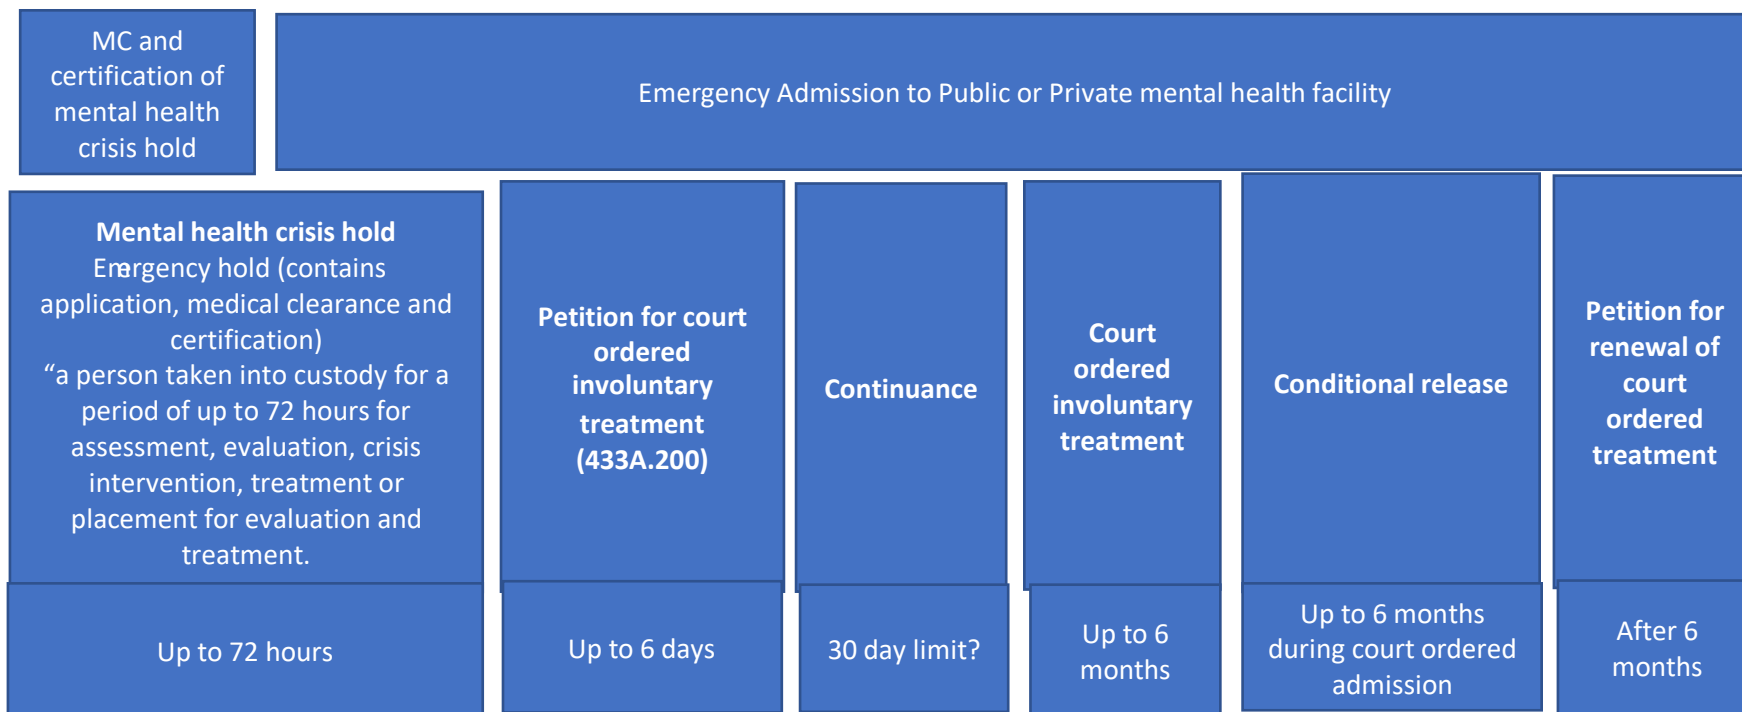 MC and
certification of
mental health
crisis hold
Emergency Admission to Public or Private mental health facility
Mental health crisis hold
Emergency hold (contains
application, medical clearance and
certification)
“a person taken into custody for a
period of up to 72 hours for
assessment, evaluation, crisis
intervention, treatment or
placement for evaluation and
treatment.
Up to 72 hours
Petition for court
ordered
involuntary
treatment
(433A.200)
Up to 6 days
Continuance
30 day limit?
Court
ordered
involuntary
treatment
Up to 6
months
Conditional release
Up to 6 months
during court ordered
admission
Petition for
renewal of
court
ordered
treatment
After 6
months